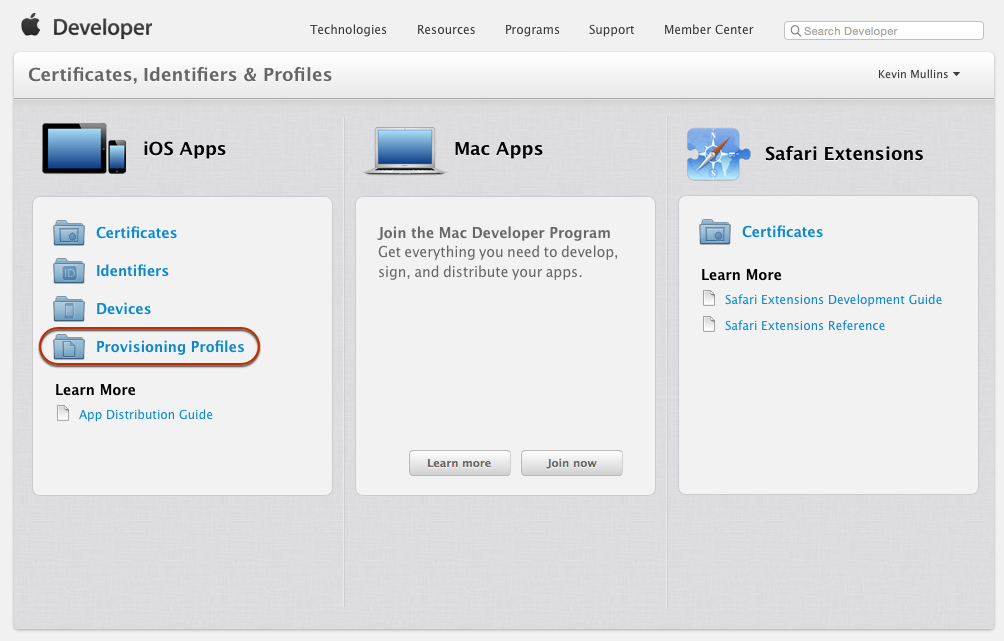 Developer
Technologies
Resources
Programs
Support
Member Center
Search Developer
Certificates, Identifiers & Profiles
Kevin Mullins
iOS Apps
Certificates
ID
Identifiers
Devices
Provisioning Profiles
Learn More
App Distribution Guide
Mac Apps
Join the Mac Developer Program
Get everything you need to develop,
sign, and distribute your apps.
Learn more
Join now
Safari Extensions
Certificates
Learn More
Safari Extensions Development Guide
Safari Extensions Reference